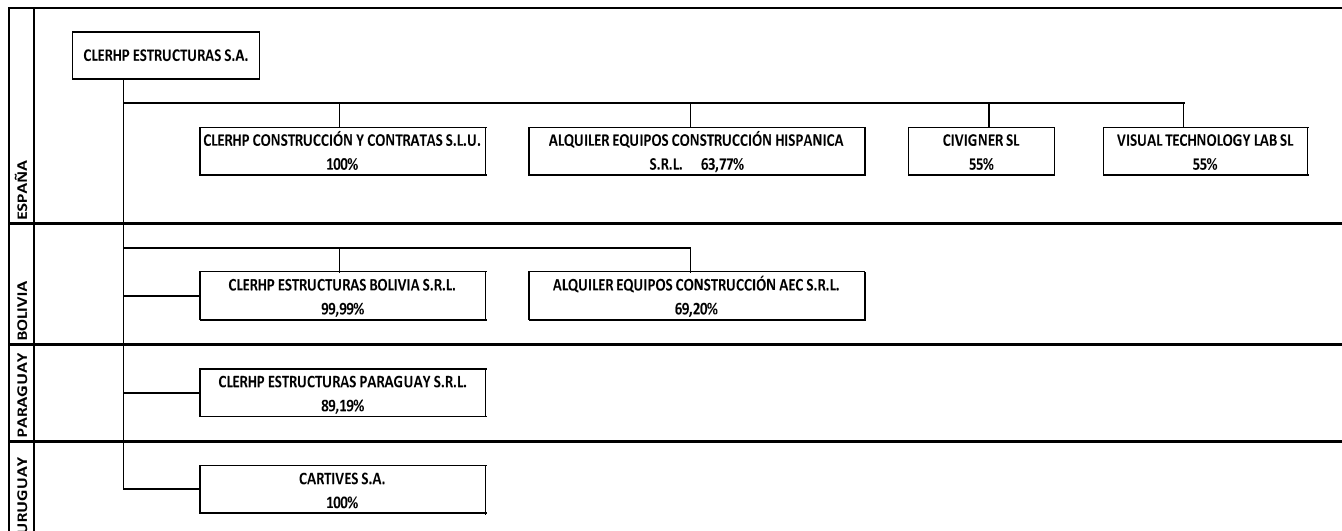 ESPAÑA
CLERHP ESTRUCTURAS S.A.
CLERHP CONSTRUCCIÓN Y CONTRATAS S.L.U.
100%
ALQUILER EQUIPOS CONSTRUCCIÓN HISPANICA
S.R.L. 63,77%
CIVIGNER SL
55%
VISUAL TECHNOLOGY LAB SL
55%
BOLIVIA
CLERHP ESTRUCTURAS BOLIVIA S.R.L.
99,99%
ALQUILER EQUIPOS CONSTRUCCIÓN AEC S.R.L.
69,20%
PARAGUAY
CLERHP ESTRUCTURAS PARAGUAY S.R.L.
89,19%
URUGUAY
CARTIVES S.A.
100%